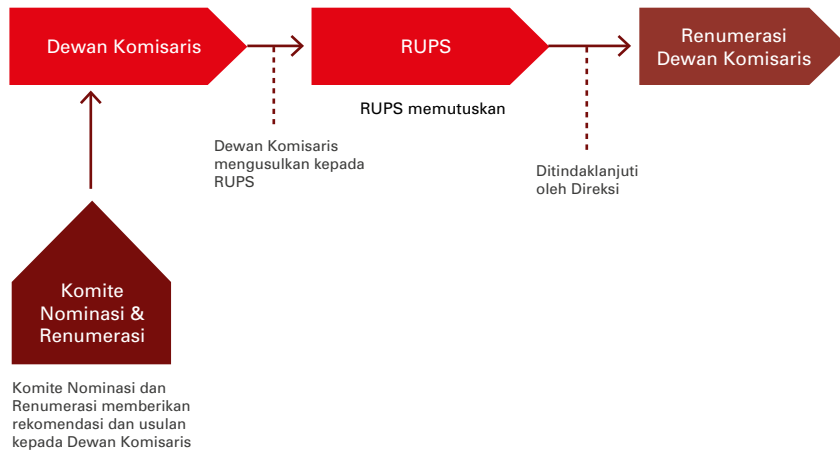 Dewan Komisaris
RUPS
Renumerasi
Dewan Komisaris
RUPS memutuskan
Dewan Komisaris
mengusulkan kepada
RUPS
Ditindaklanjuti
oleh Direksi
Komite
Nominasi &
Renumerasi
Komite Nominasi dan
Renumerasi memberikan
rekomendasi dan usulan
kepada Dewan Komisaris